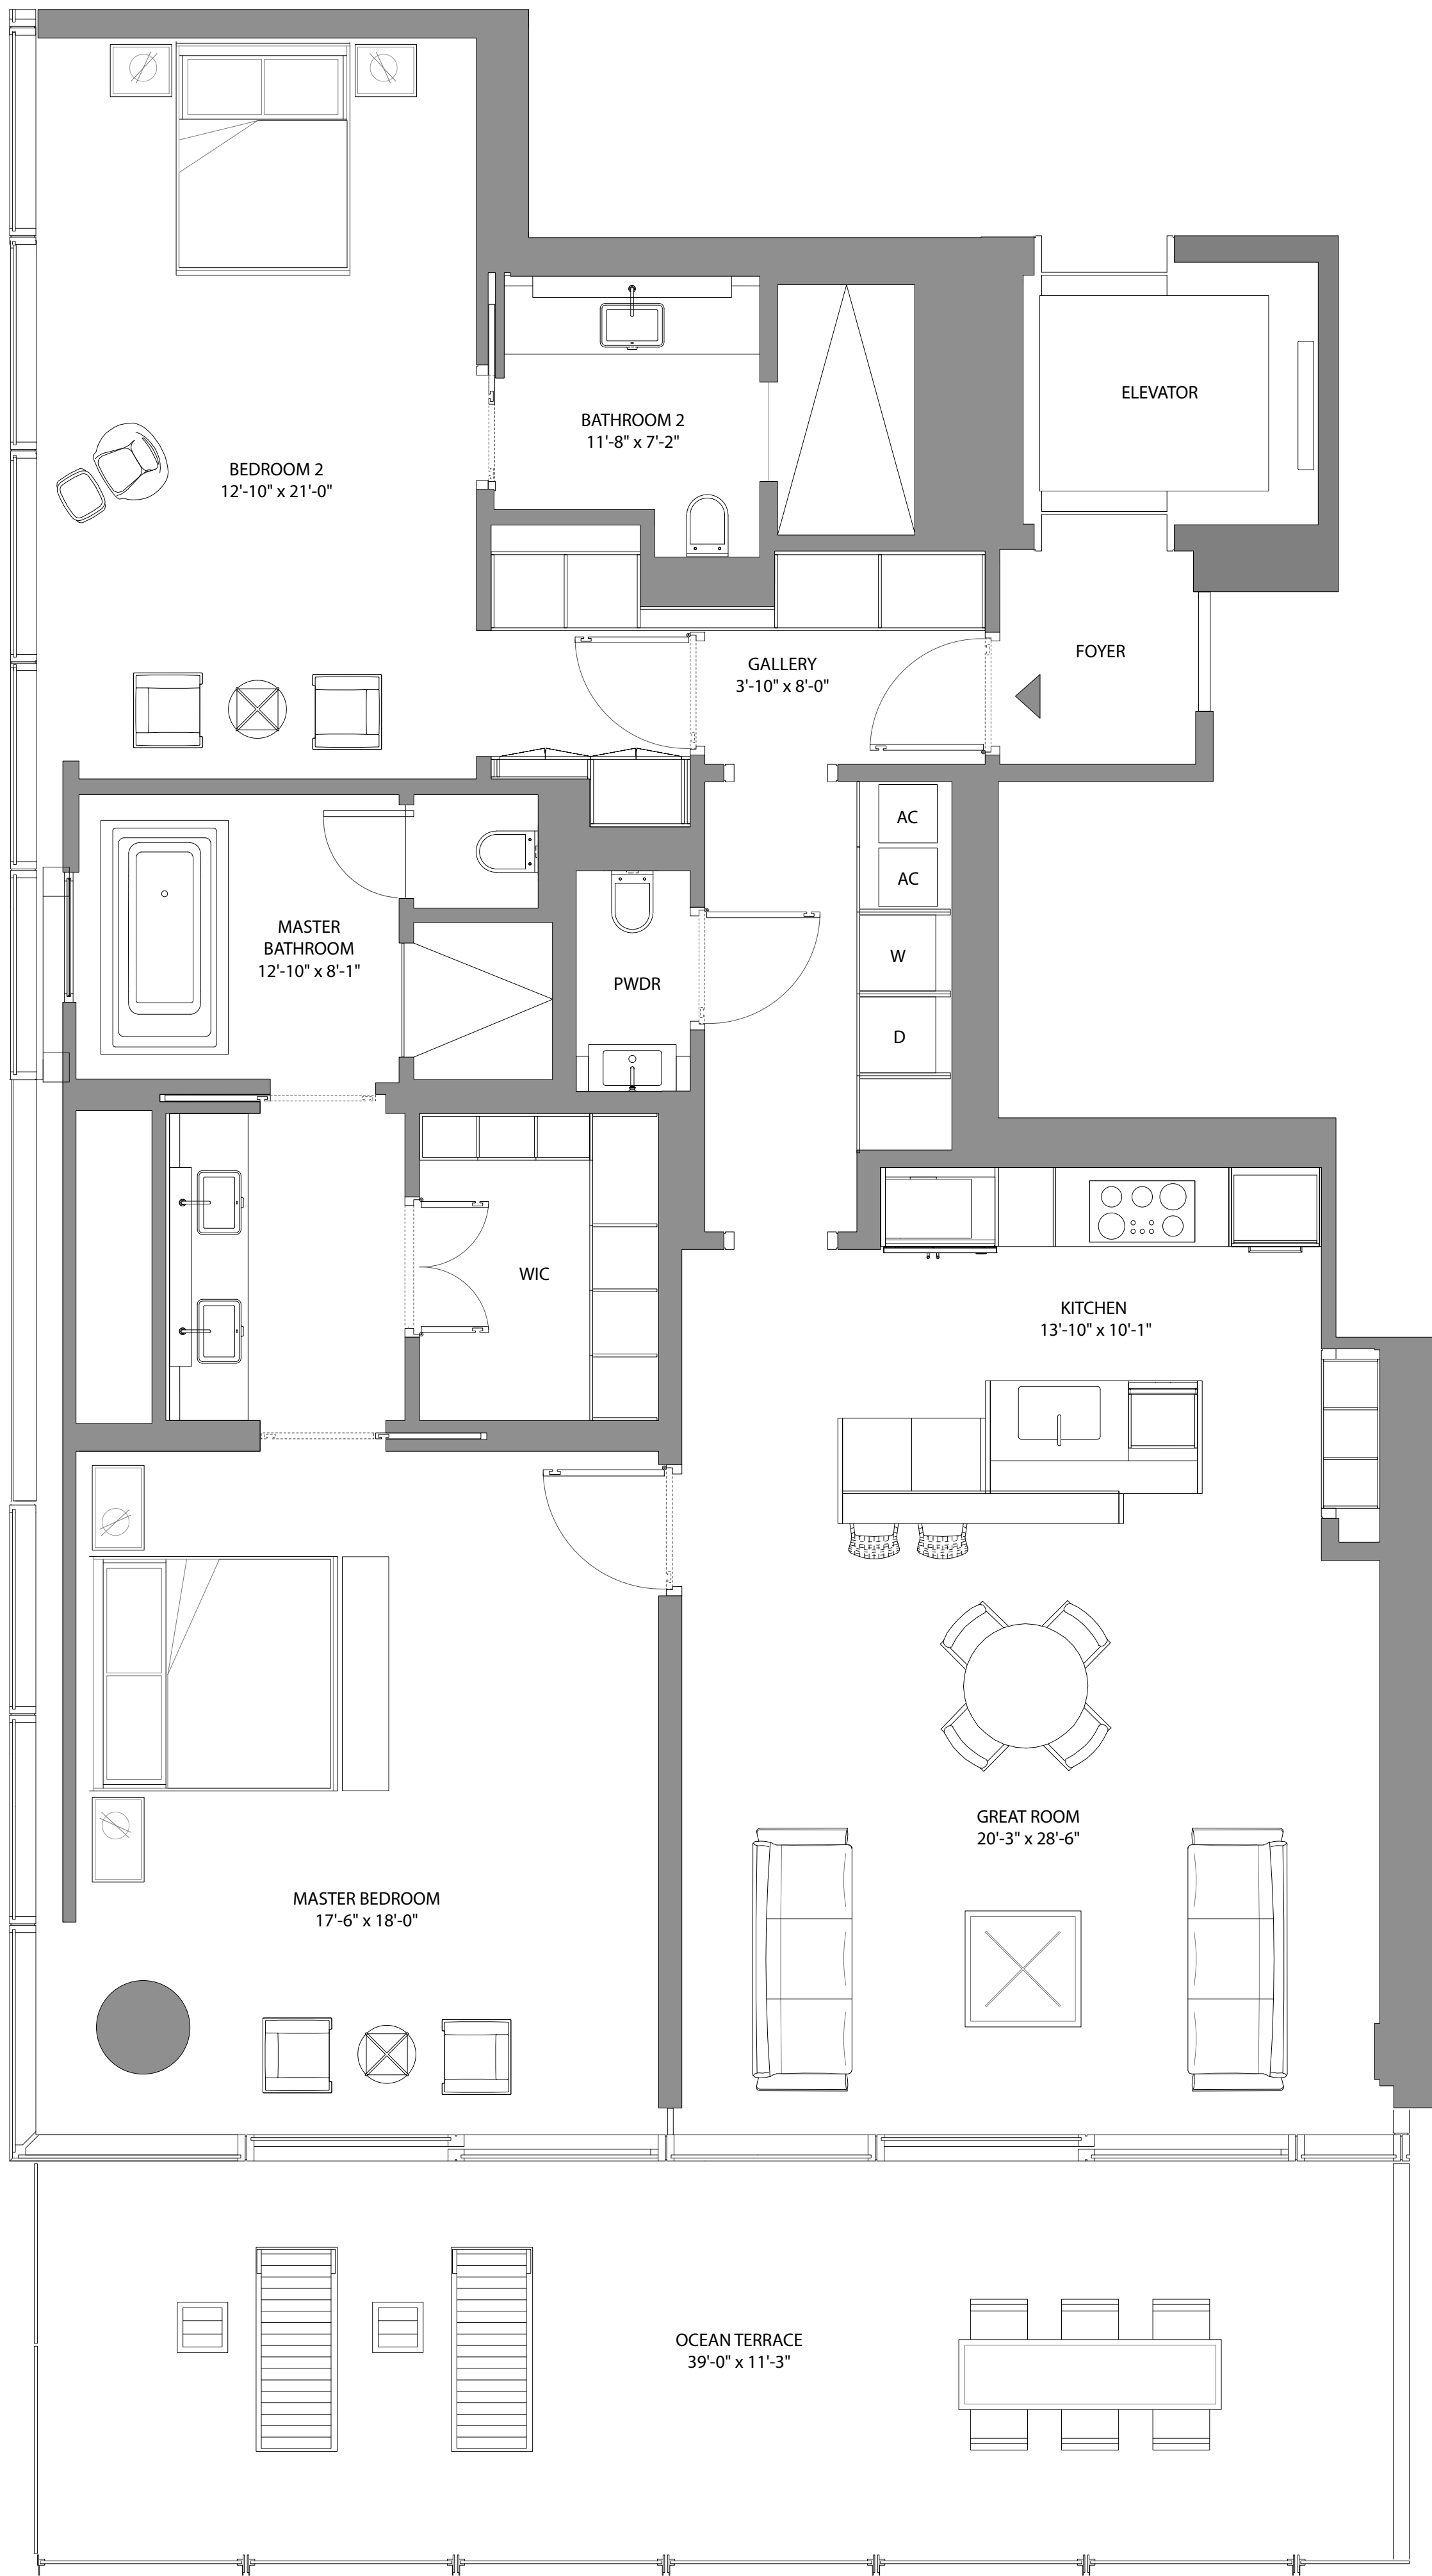 ELEVATOR
BATHROOM 2
11'-8" x 7'-2"
BEDROOM 2
12'-10" x 21'-0"
FOYER
GALLERY
3'-10" x 8'-0"
AC
AC
MASTER
BATHROOM
12'-10" x 8'-1"
W
PWDR
D
WIC
KITCHEN
13'-10" x 10'-1"
GREAT ROOM
20'-3" x 28'-6"
MASTER BEDROOM
17'-6" x 18'-0"
OCEAN TERRACE
39'-0" x 11'-3"